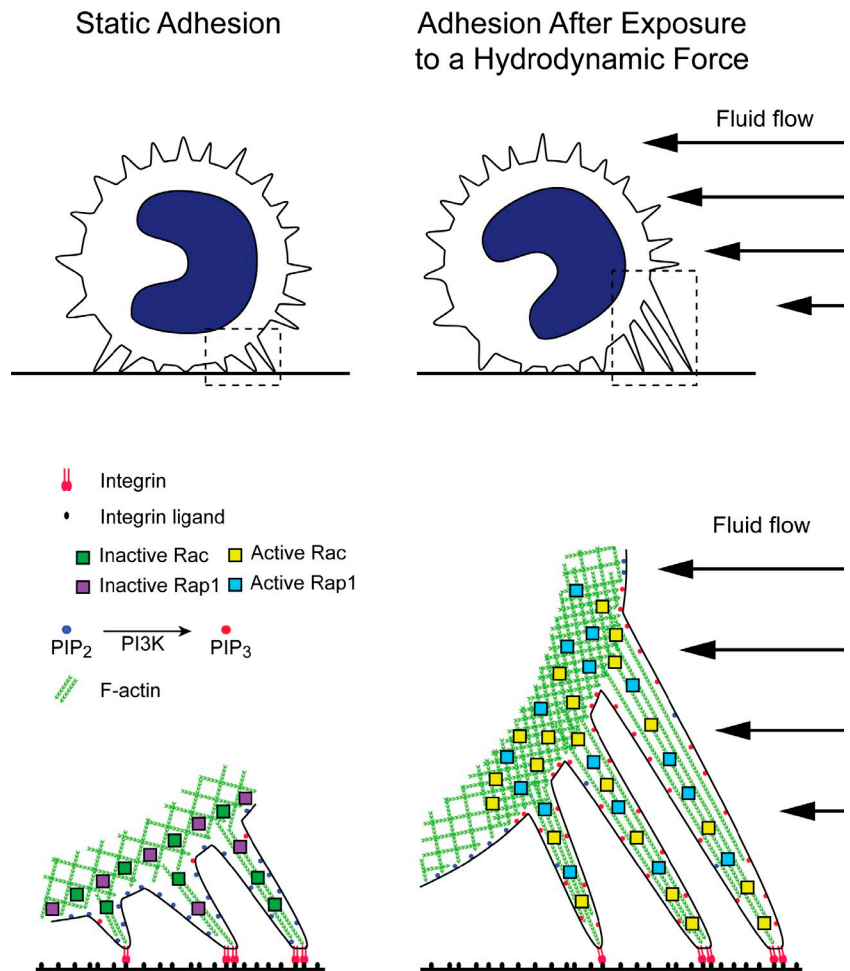 Static Adhesion
Adhesion After Exposure
to a Hydrodynamic Force
Fluid flow
Integrin
Integrin ligand
Inactive Rac
Active Rac
Inactive Rap1
Active Rap1
PIP₂
PI3K
PIP₃
F-actin
Fluid flow